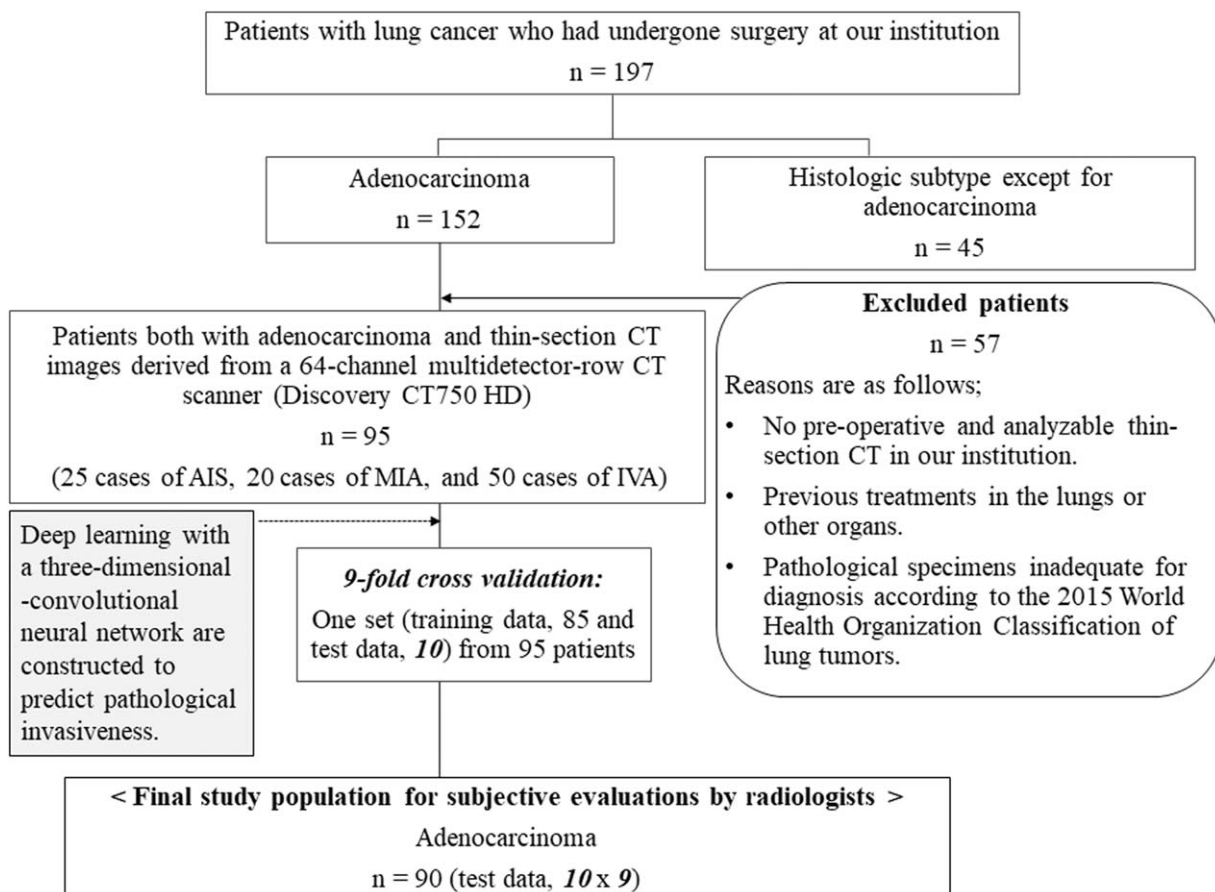 Patients with lung cancer who had undergone surgery at our institution
n = 197
Adenocarcinoma
n = 152
Histologic subtype except for
adenocarcinoma
n = 45
Patients both with adenocarcinoma and thin-section CT
images derived from a 64-channel multidetector-row CT
scanner (Discovery CT750 HD)
n = 95
(25 cases of AIS, 20 cases of MIA, and 50 cases of IVA)
Excluded patients
n = 57
Reasons are as follows;
• No pre-operative and analyzable thin-
section CT in our institution.
• Previous treatments in the lungs or
other organs.
• Pathological specimens inadequate for
diagnosis according to the 2015 World
Health Organization Classification of
lung tumors.
Deep learning with
a three-dimensional
-convolutional
neural network are
constructed to
predict pathological
invasiveness.
9-fold cross validation:
One set (training data, 85 and
test data, 10) from 95 patients
< Final study population for subjective evaluations by radiologists >
Adenocarcinoma
n = 90 (test data, 10 x 9)